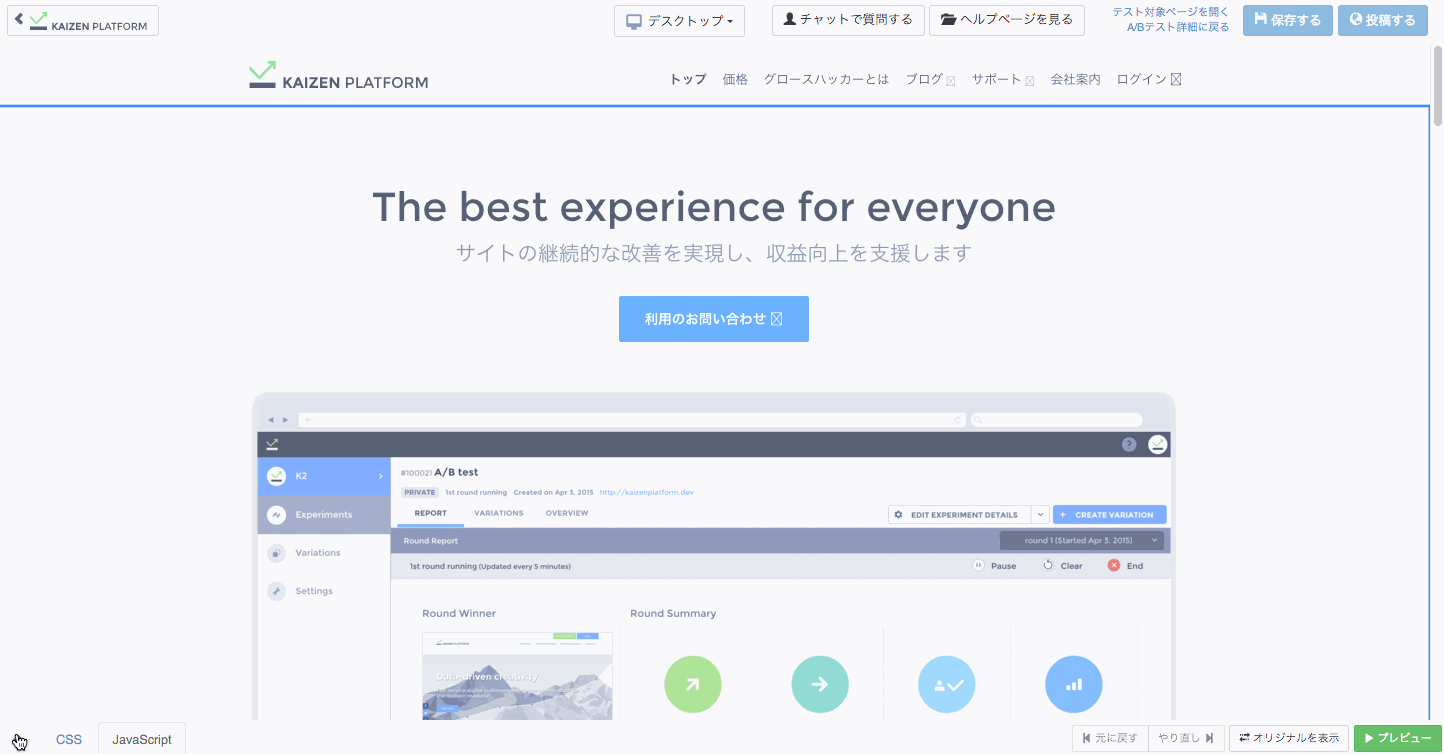 KAIZEN PLATFORM
デスクトップ
チャットで質問する
ヘルプページを見る
テスト対象ページを開く
A/Bテスト詳細に戻る
保存する
投稿する
KAIZEN PLATFORM
トップ 価格 グロースハッカーとは ブログ サポート 会社案内 ログイン
The best experience for everyone
サイトの継続的な改善を実現し、収益向上を支援します
利用のお問い合わせ
K2
Experiments
Variations
Settings
#100021 A/B test
PRIVATE 1st round running Created on Apr 3, 2015 http://kaizenplatform.dev
REPORT VARIATIONS OVERVIEW
EDIT EXPERIMENT DETAILS
+ CREATE VARIATION
Round Report
round 1 (Started Apr 3, 2015)
1st round running (Updated every 5 minutes)
Pause Clear End
Round Winner
Round Summary
KAIZEN PLATFORM
Data-driven creativity
CSS
JavaScript
元に戻す
やり直し
オリジナルを表示
プレビュー